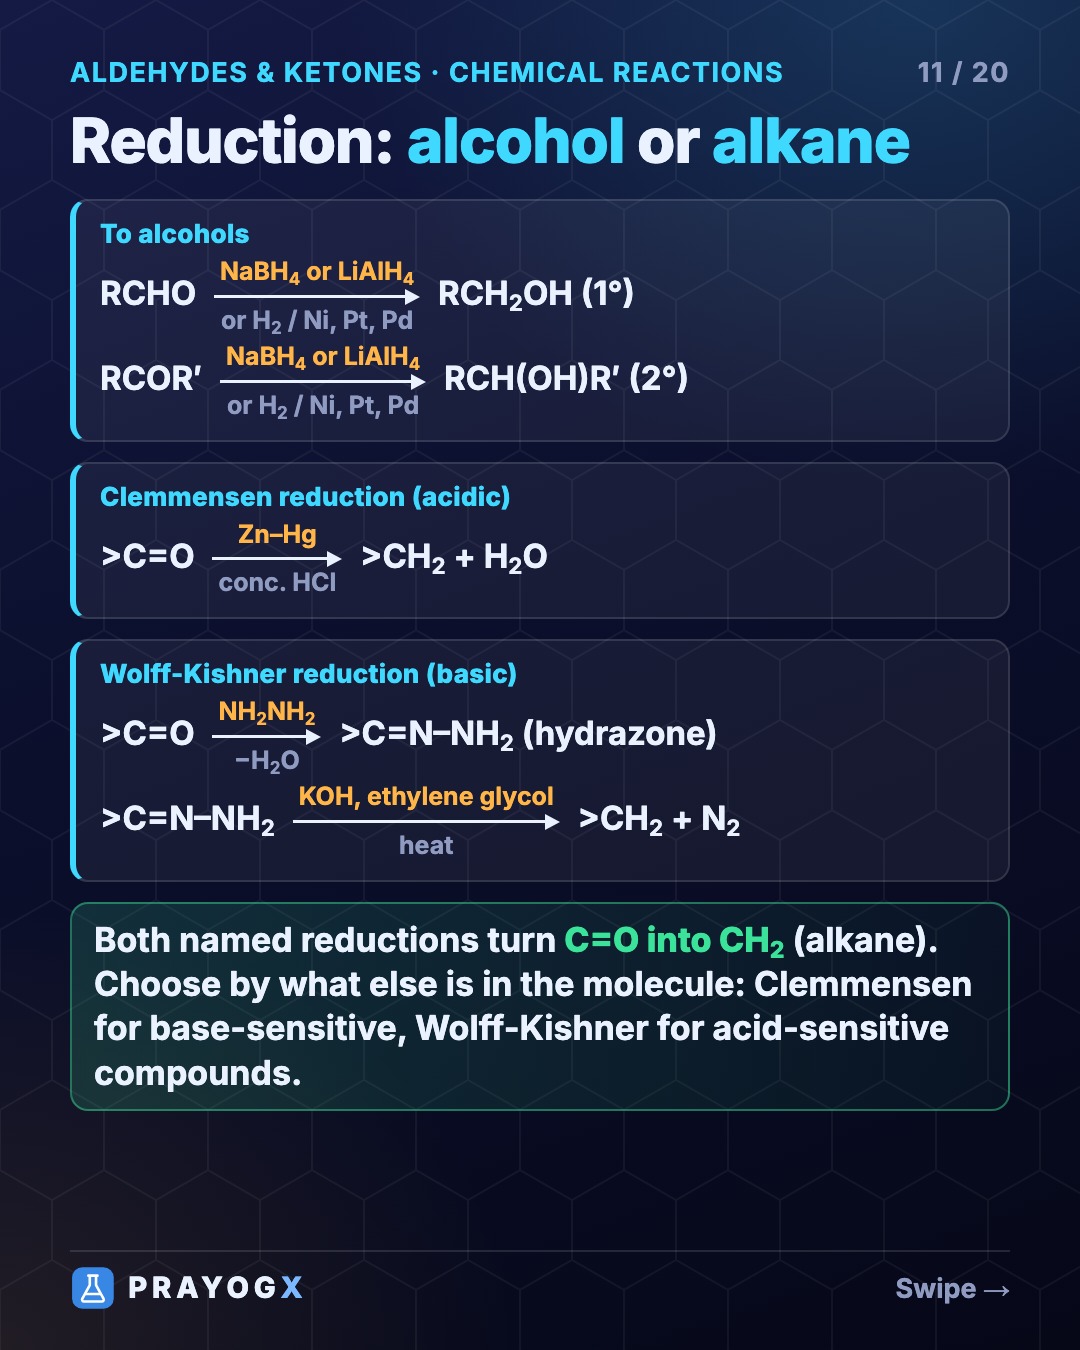 ALDEHYDES & KETONES · CHEMICAL REACTIONS
11 / 20
Reduction: alcohol or alkane
To alcohols
NaBH₄ or LiAlH₄
RCHO → RCH₂OH (1°)
or H₂ / Ni, Pt, Pd
NaBH₄ or LiAlH₄
RCOR′ → RCH(OH)R′ (2°)
or H₂ / Ni, Pt, Pd
Clemmensen reduction (acidic)
Zn–Hg
>C=O → >CH₂ + H₂O
conc. HCl
Wolff-Kishner reduction (basic)
NH₂NH₂
>C=O → >C=N–NH₂ (hydrazone)
−H₂O
KOH, ethylene glycol
>C=N–NH₂ → >CH₂ + N₂
heat
Both named reductions turn C=O into CH₂ (alkane).
Choose by what else is in the molecule: Clemmensen
for base-sensitive, Wolff-Kishner for acid-sensitive
compounds.
PRAYOGX
Swipe →